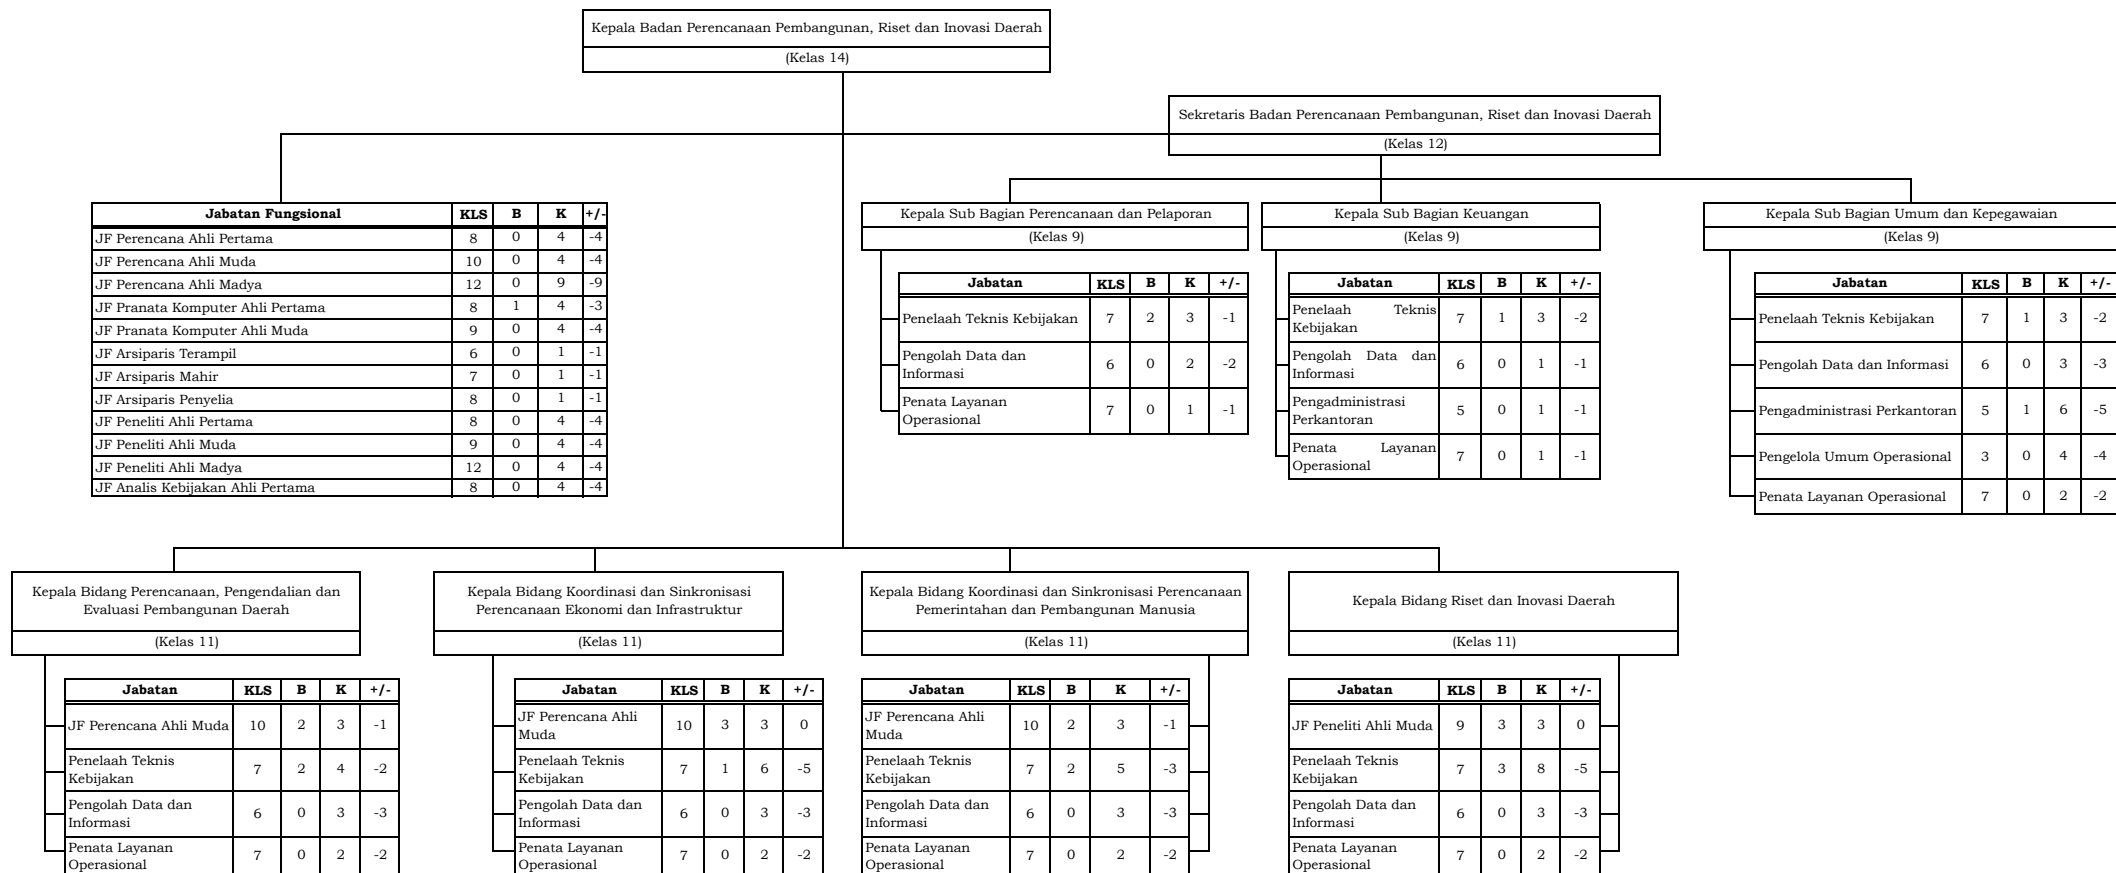 Kepala Badan Perencanaan Pembangunan, Riset dan Inovasi Daerah
(Kelas 14)
Sekretaris Badan Perencanaan Pembangunan, Riset dan Inovasi Daerah
(Kelas 12)
Jabatan Fungsional KLS B K +/-
JF Perencana Ahli Pertama 8 0 4 -4
JF Perencana Ahli Muda 10 0 4 -4
JF Perencana Ahli Madya 12 0 9 -9
JF Pranata Komputer Ahli Pertama 8 1 4 -3
JF Pranata Komputer Ahli Muda 9 0 4 -4
JF Arsiparis Terampil 6 0 1 -1
JF Arsiparis Mahir 7 0 1 -1
JF Arsiparis Penyelia 8 0 1 -1
JF Peneliti Ahli Pertama 8 0 4 -4
JF Peneliti Ahli Muda 9 0 4 -4
JF Peneliti Ahli Madya 12 0 4 -4
JF Analis Kebijakan Ahli Pertama 8 0 4 -4
Kepala Sub Bagian Perencanaan dan Pelaporan
(Kelas 9)
Jabatan KLS B K +/-
Penelaah Teknis Kebijakan 7 2 3 -1
Pengolah Data dan
Informasi 6 0 2 -2
Penata Layanan
Operasional 7 0 1 -1
Kepala Sub Bagian Keuangan
(Kelas 9)
Jabatan KLS B K +/-
Penelaah Teknis
Kebijakan 7 1 3 -2
Pengolah Data dan
Informasi 6 0 1 -1
Pengadministrasi
Perkantoran 5 0 1 -1
Penata Layanan
Operasional 7 0 1 -1
Kepala Sub Bagian Umum dan Kepegawaian
(Kelas 9)
Jabatan KLS B K +/-
Penelaah Teknis Kebijakan 7 1 3 -2
Pengolah Data dan Informasi 6 0 3 -3
Pengadministrasi Perkantoran 5 1 6 -5
Pengelola Umum Operasional 3 0 4 -4
Penata Layanan Operasional 7 0 2 -2
Kepala Bidang Perencanaan, Pengendalian dan
Evaluasi Pembangunan Daerah
(Kelas 11)
Jabatan KLS B K +/-
JF Perencana Ahli Muda 10 2 3 -1
Penelaah Teknis
Kebijakan 7 2 4 -2
Pengolah Data dan
Informasi 6 0 3 -3
Penata Layanan
Operasional 7 0 2 -2
Kepala Bidang Koordinasi dan Sinkronisasi
Perencanaan Ekonomi dan Infrastruktur
(Kelas 11)
Jabatan KLS B K +/-
JF Perencana Ahli
Muda 10 3 3 0
Penelaah Teknis
Kebijakan 7 1 6 -5
Pengolah Data dan
Informasi 6 0 3 -3
Penata Layanan
Operasional 7 0 2 -2
Kepala Bidang Koordinasi dan Sinkronisasi Perencanaan
Pemerintahan dan Pembangunan Manusia
(Kelas 11)
Jabatan KLS B K +/-
JF Perencana Ahli
Muda 10 2 3 -1
Penelaah Teknis
Kebijakan 7 2 5 -3
Pengolah Data dan
Informasi 6 0 3 -3
Penata Layanan
Operasional 7 0 2 -2
Kepala Bidang Riset dan Inovasi Daerah
(Kelas 11)
Jabatan KLS B K +/-
JF Peneliti Ahli Muda 9 3 3 0
Penelaah Teknis
Kebijakan 7 3 8 -5
Pengolah Data dan
Informasi 6 0 3 -3
Penata Layanan
Operasional 7 0 2 -2